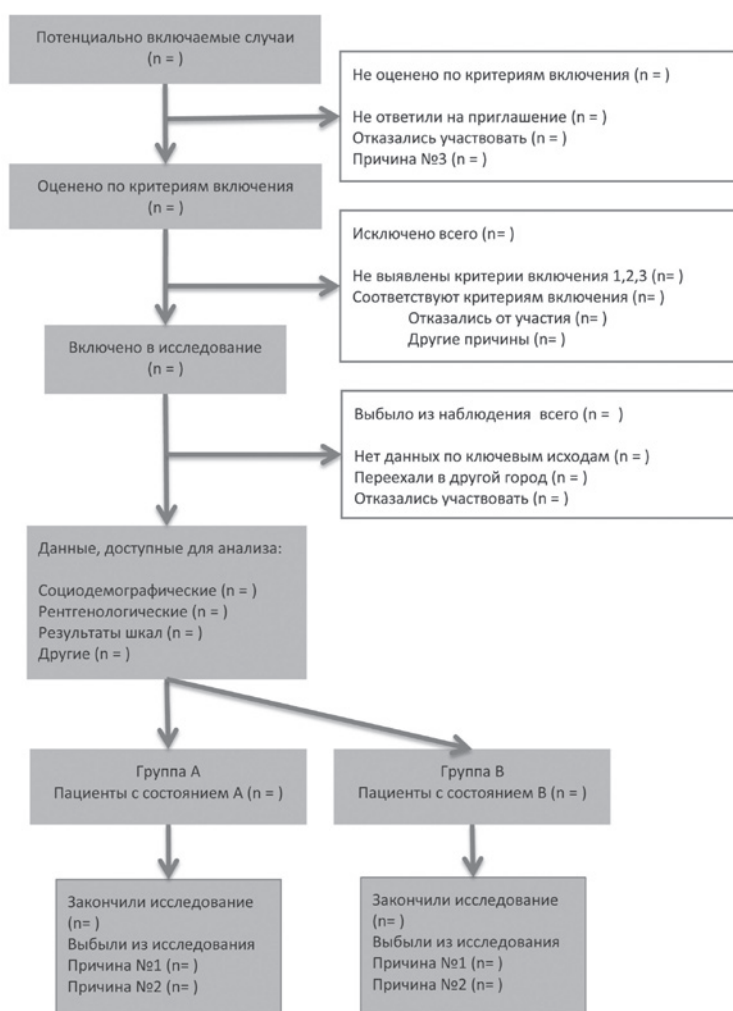 Потенциально включаемые случаи
(n = )
Не оценено по критериям включения (n = )
Не ответили на приглашение (n = )
Отказались участвовать (n = )
Причина №3 (n = )
Оценено по критериям включения
(n = )
Исключено всего (n= )
Не выявлены критерии включения 1,2,3 (n= )
Соответствуют критериям включения (n= )
Отказались от участия (n= )
Другие причины (n= )
Включено в исследование
(n = )
Выбыло из наблюдения всего (n = )
Нет данных по ключевым исходам (n = )
Переехали в другой город (n = )
Отказались участвовать (n = )
Данные, доступные для анализа:
Социодемографические (n = )
Рентгенологические (n = )
Результаты шкал (n = )
Другие (n = )
Группа А
Пациенты с состоянием А (n = )
Группа В
Пациенты с состоянием В (n = )
Закончили исследование
(n= )
Выбыли из исследования
Причина №1 (n= )
Причина №2 (n= )
Закончили исследование
(n= )
Выбыли из исследования
Причина №1 (n= )
Причина №2 (n= )